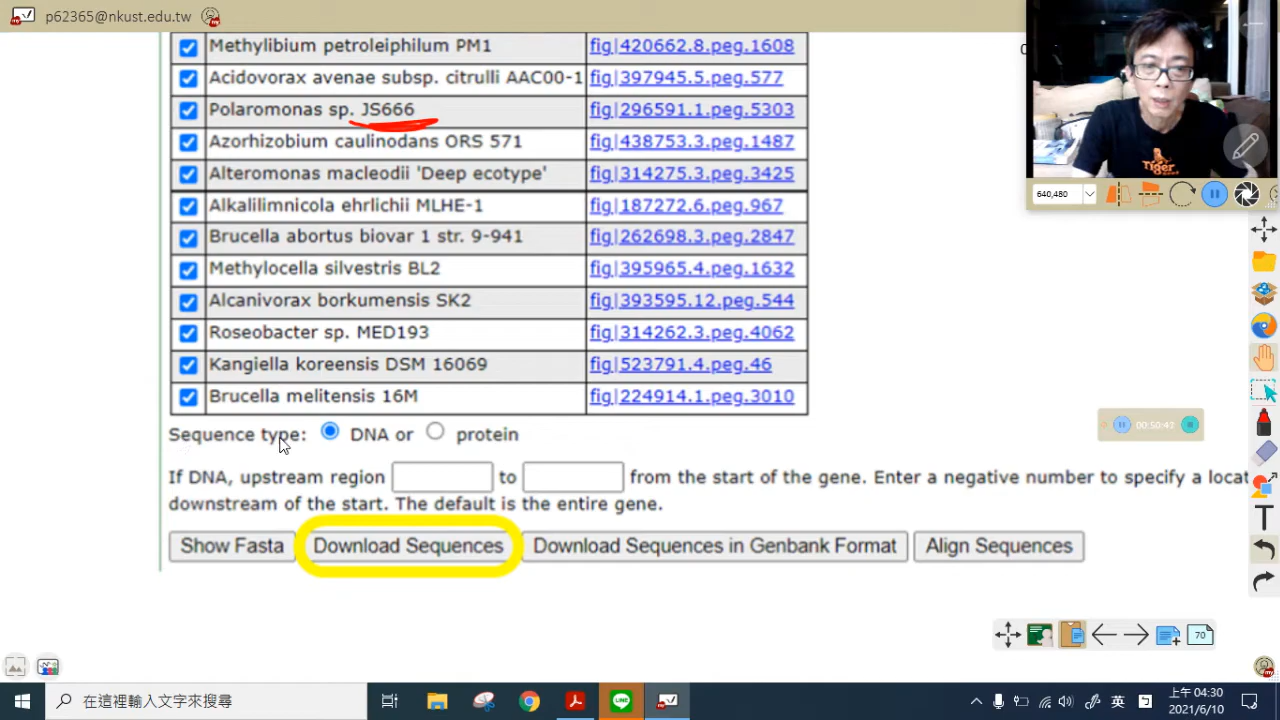 p62365@nkust.edu.tw
Methylibium petroleiphilum PM1 fig|420662.8.peg.1608
Acidovorax avenae subsp. citrulli AAC00-1 fig|397945.5.peg.577
Polaromonas sp. JS666 fig|296591.1.peg.5303
Azorhizobium caulinodans ORS 571 fig|438753.3.peg.1487
Alteromonas macleodii 'Deep ecotype' fig|314275.3.peg.3425
Alkalilimnicola ehrlichii MLHE-1 fig|187272.6.peg.967
Brucella abortus biovar 1 str. 9-941 fig|262698.3.peg.2847
Methylocella silvestris BL2 fig|395965.4.peg.1632
Alcanivorax borkumensis SK2 fig|393595.12.peg.544
Roseobacter sp. MED193 fig|314262.3.peg.4062
Kangiella koreensis DSM 16069 fig|523791.4.peg.46
Brucella melitensis 16M fig|224914.1.peg.3010
Sequence type: DNA or protein
If DNA, upstream region to from the start of the gene. Enter a negative number to specify a locat
downstream of the start. The default is the entire gene.
Show Fasta Download Sequences Download Sequences in Genbank Format Align Sequences
Tiger
640,480
00:50:42
T
70
在這裡輸入文字來搜尋
英
上午 04:30
2021/6/10